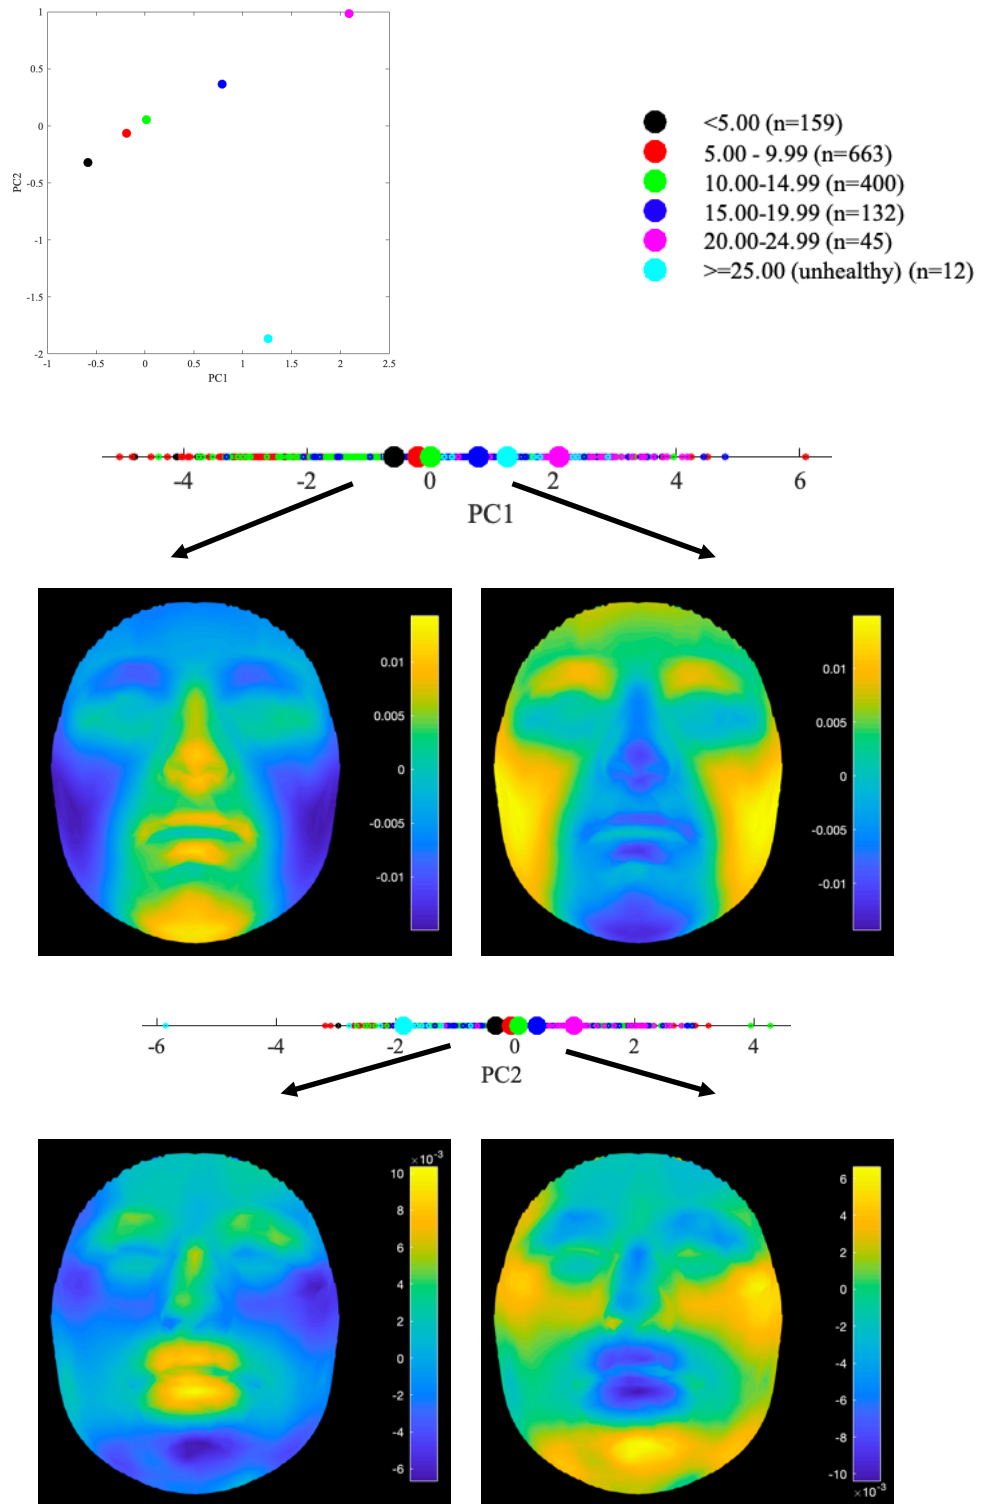 1
0.5
0
-0.5
-1
-1.5
-2
PC2
-1 -0.5 0 0.5 1 1.5 2 2.5
PC1
<5.00 (n=159)
5.00 - 9.99 (n=663)
10.00-14.99 (n=400)
15.00-19.99 (n=132)
20.00-24.99 (n=45)
>=25.00 (unhealthy) (n=12)
-4 -2 0 2 4 6
PC1
0.01
0.005
0
-0.005
-0.01
0.01
0.005
0
-0.005
-0.01
-6 -4 -2 0 2 4
PC2
×10⁻³
10
8
6
4
2
0
-2
-4
-6
6
4
2
0
-2
-4
-6
-8
-10
×10⁻³